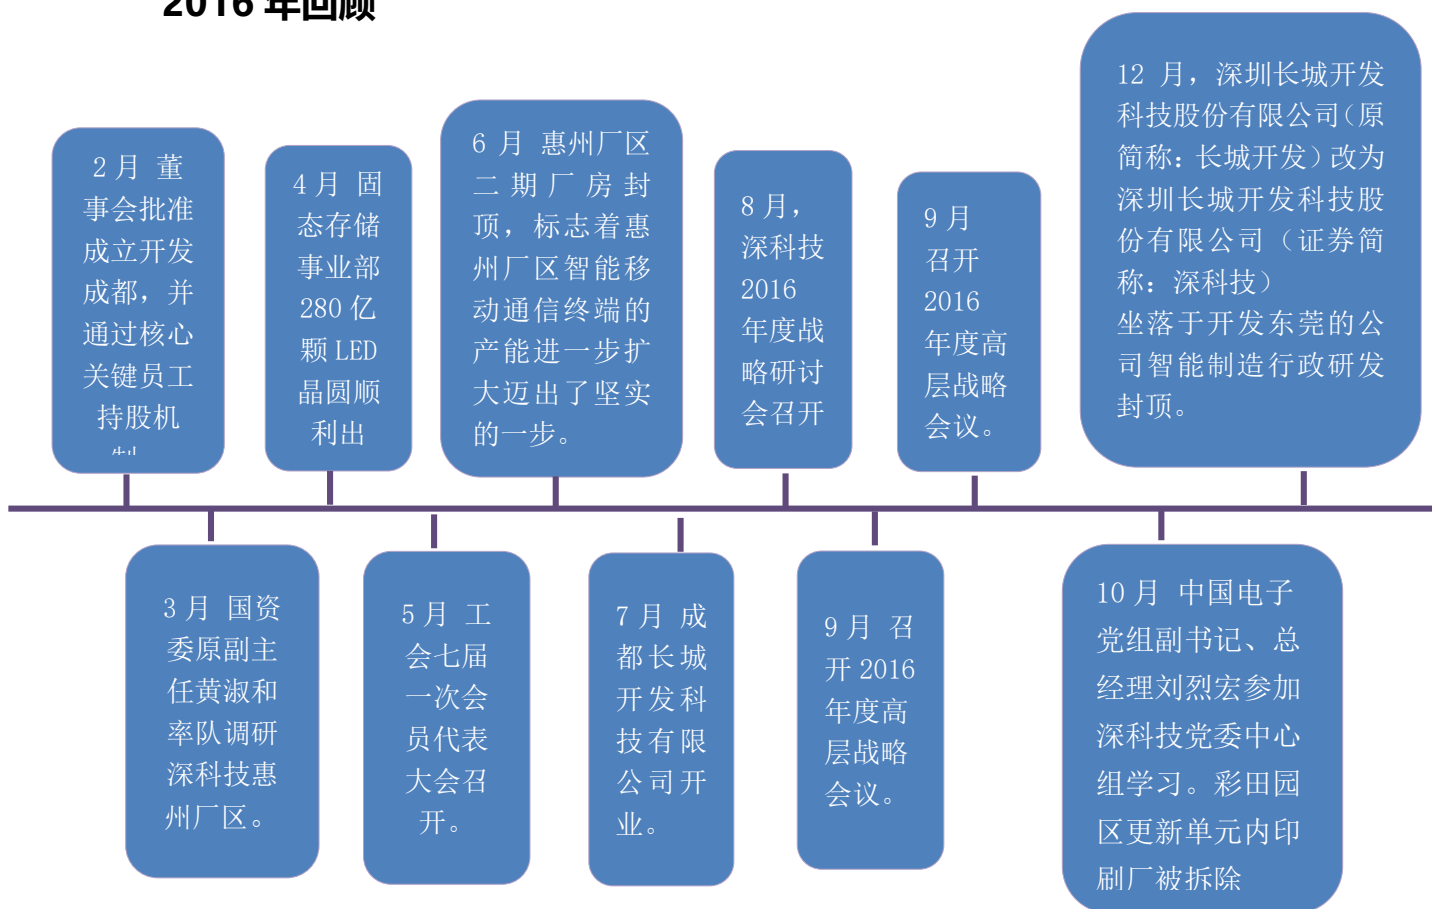 2016 年回顾
2 月 董
事会批准
成立开发
成都，并
通过核心
关键员工
持股机
制
4 月 固
态存储
事业部
280 亿
颗 LED
晶圆顺
利出
6 月 惠州厂区
二期厂房封
顶，标志着惠
州厂区智能移
动通信终端的
产能进一步扩
大迈出了坚实
的一步。
8 月，
深科技
2016
年度战
略研讨
会召开
9 月
召开
2016
年度高
层战略
会议。
12 月，深圳长城开发
科技股份有限公司（原
简称：长城开发）改为
深圳长城开发科技股
份有限公司（证券简
称：深科技）
坐落于开发东莞的公
司智能制造行政研发
封顶。
3 月 国资
委原副主
任黄淑和
率队调研
深科技惠
州厂区。
5 月 工
会七届
一次会
员代表
大会召
开。
7 月 成
都长城
开发科
技有限
公司开
业。
9 月 召
开 2016
年度高
层战略
会议。
10 月 中国电子
党组副书记、总
经理刘烈宏参加
深科技党委中心
组学习。彩田园
区更新单元内印
刷厂被拆除